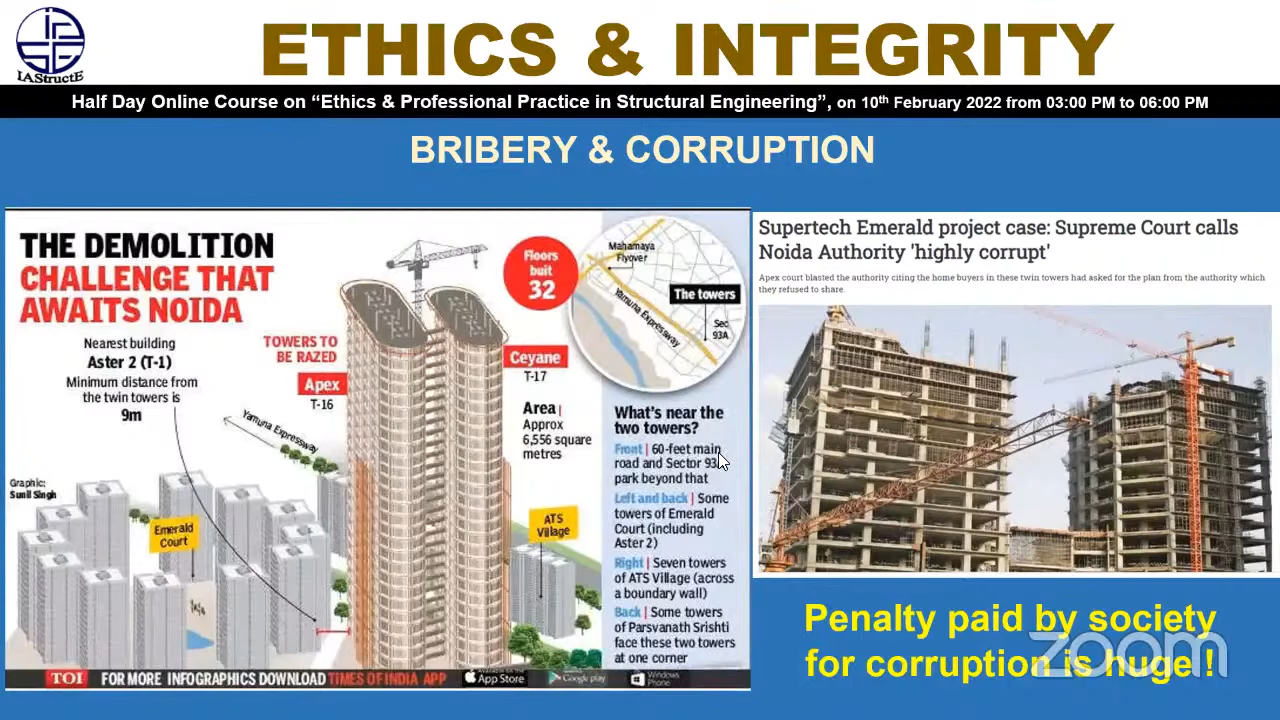 IAStructE
ETHICS & INTEGRITY
Half Day Online Course on “Ethics & Professional Practice in Structural Engineering”, on 10th February 2022 from 03:00 PM to 06:00 PM
BRIBERY & CORRUPTION
THE DEMOLITION
CHALLENGE THAT
AWAITS NOIDA
Nearest building
Aster 2 (T-1)
Minimum distance from
the twin towers is
9m
TOWERS TO
BE RAZED
Apex
T-16
Yamuna Expressway
Graphic:
Sunil Singh
Emerald
Court
Floors
buit
32
Ceyane
T-17
Area |
Approx
6,556 square
metres
ATS
Village
Mahamaya
Flyover
Yamuna Expressway
The towers
Sec
93A
What's near the
two towers?
Front | 60-feet main
road and Sector 93A
park beyond that
Left and back | Some
towers of Emerald
Court (including
Aster 2)
Right | Seven towers
of ATS Village (across
a boundary wall)
Back | Some towers
of Parsvanath Srishti
face these two towers
at one corner
TOI FOR MORE INFOGRAPHICS DOWNLOAD TIMES OF INDIA APP
App Store
Google play
Windows
Phone
Supertech Emerald project case: Supreme Court calls
Noida Authority 'highly corrupt'
Apex court blasted the authority citing the home buyers in these twin towers had asked for the plan from the authority which
they refused to share.
Penalty paid by society
for corruption is huge !
zoom